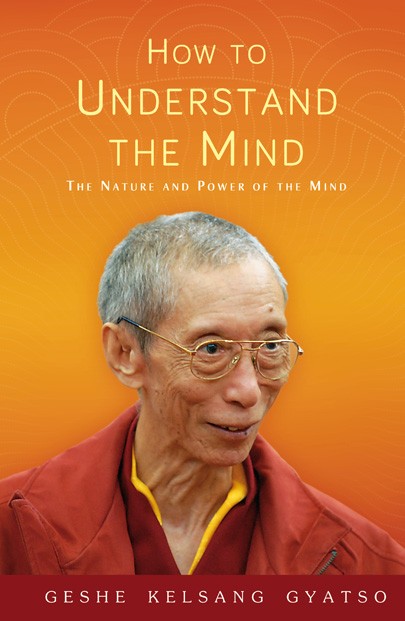 How to
Understand
the Mind
The Nature and Power of the Mind
GESHE KELSANG GYATSO